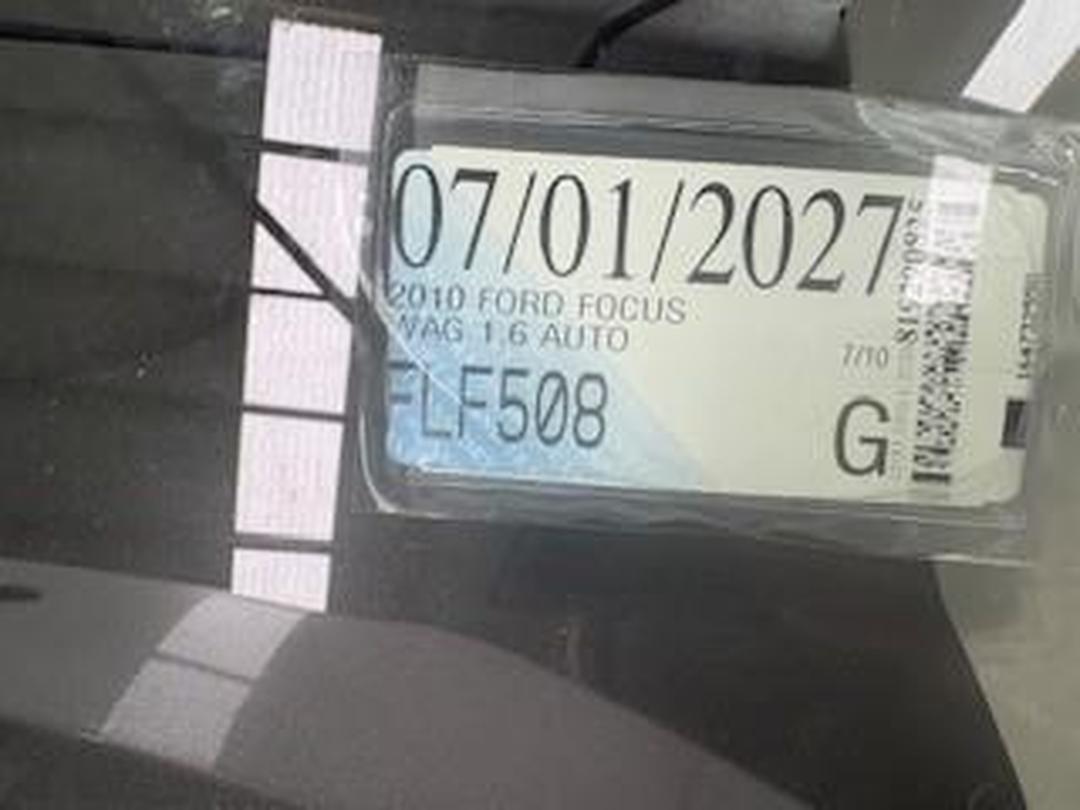 07/01/2027
2010 FORD FOCUS
WAG 1.6 AUTO
7/10
FLF508
G